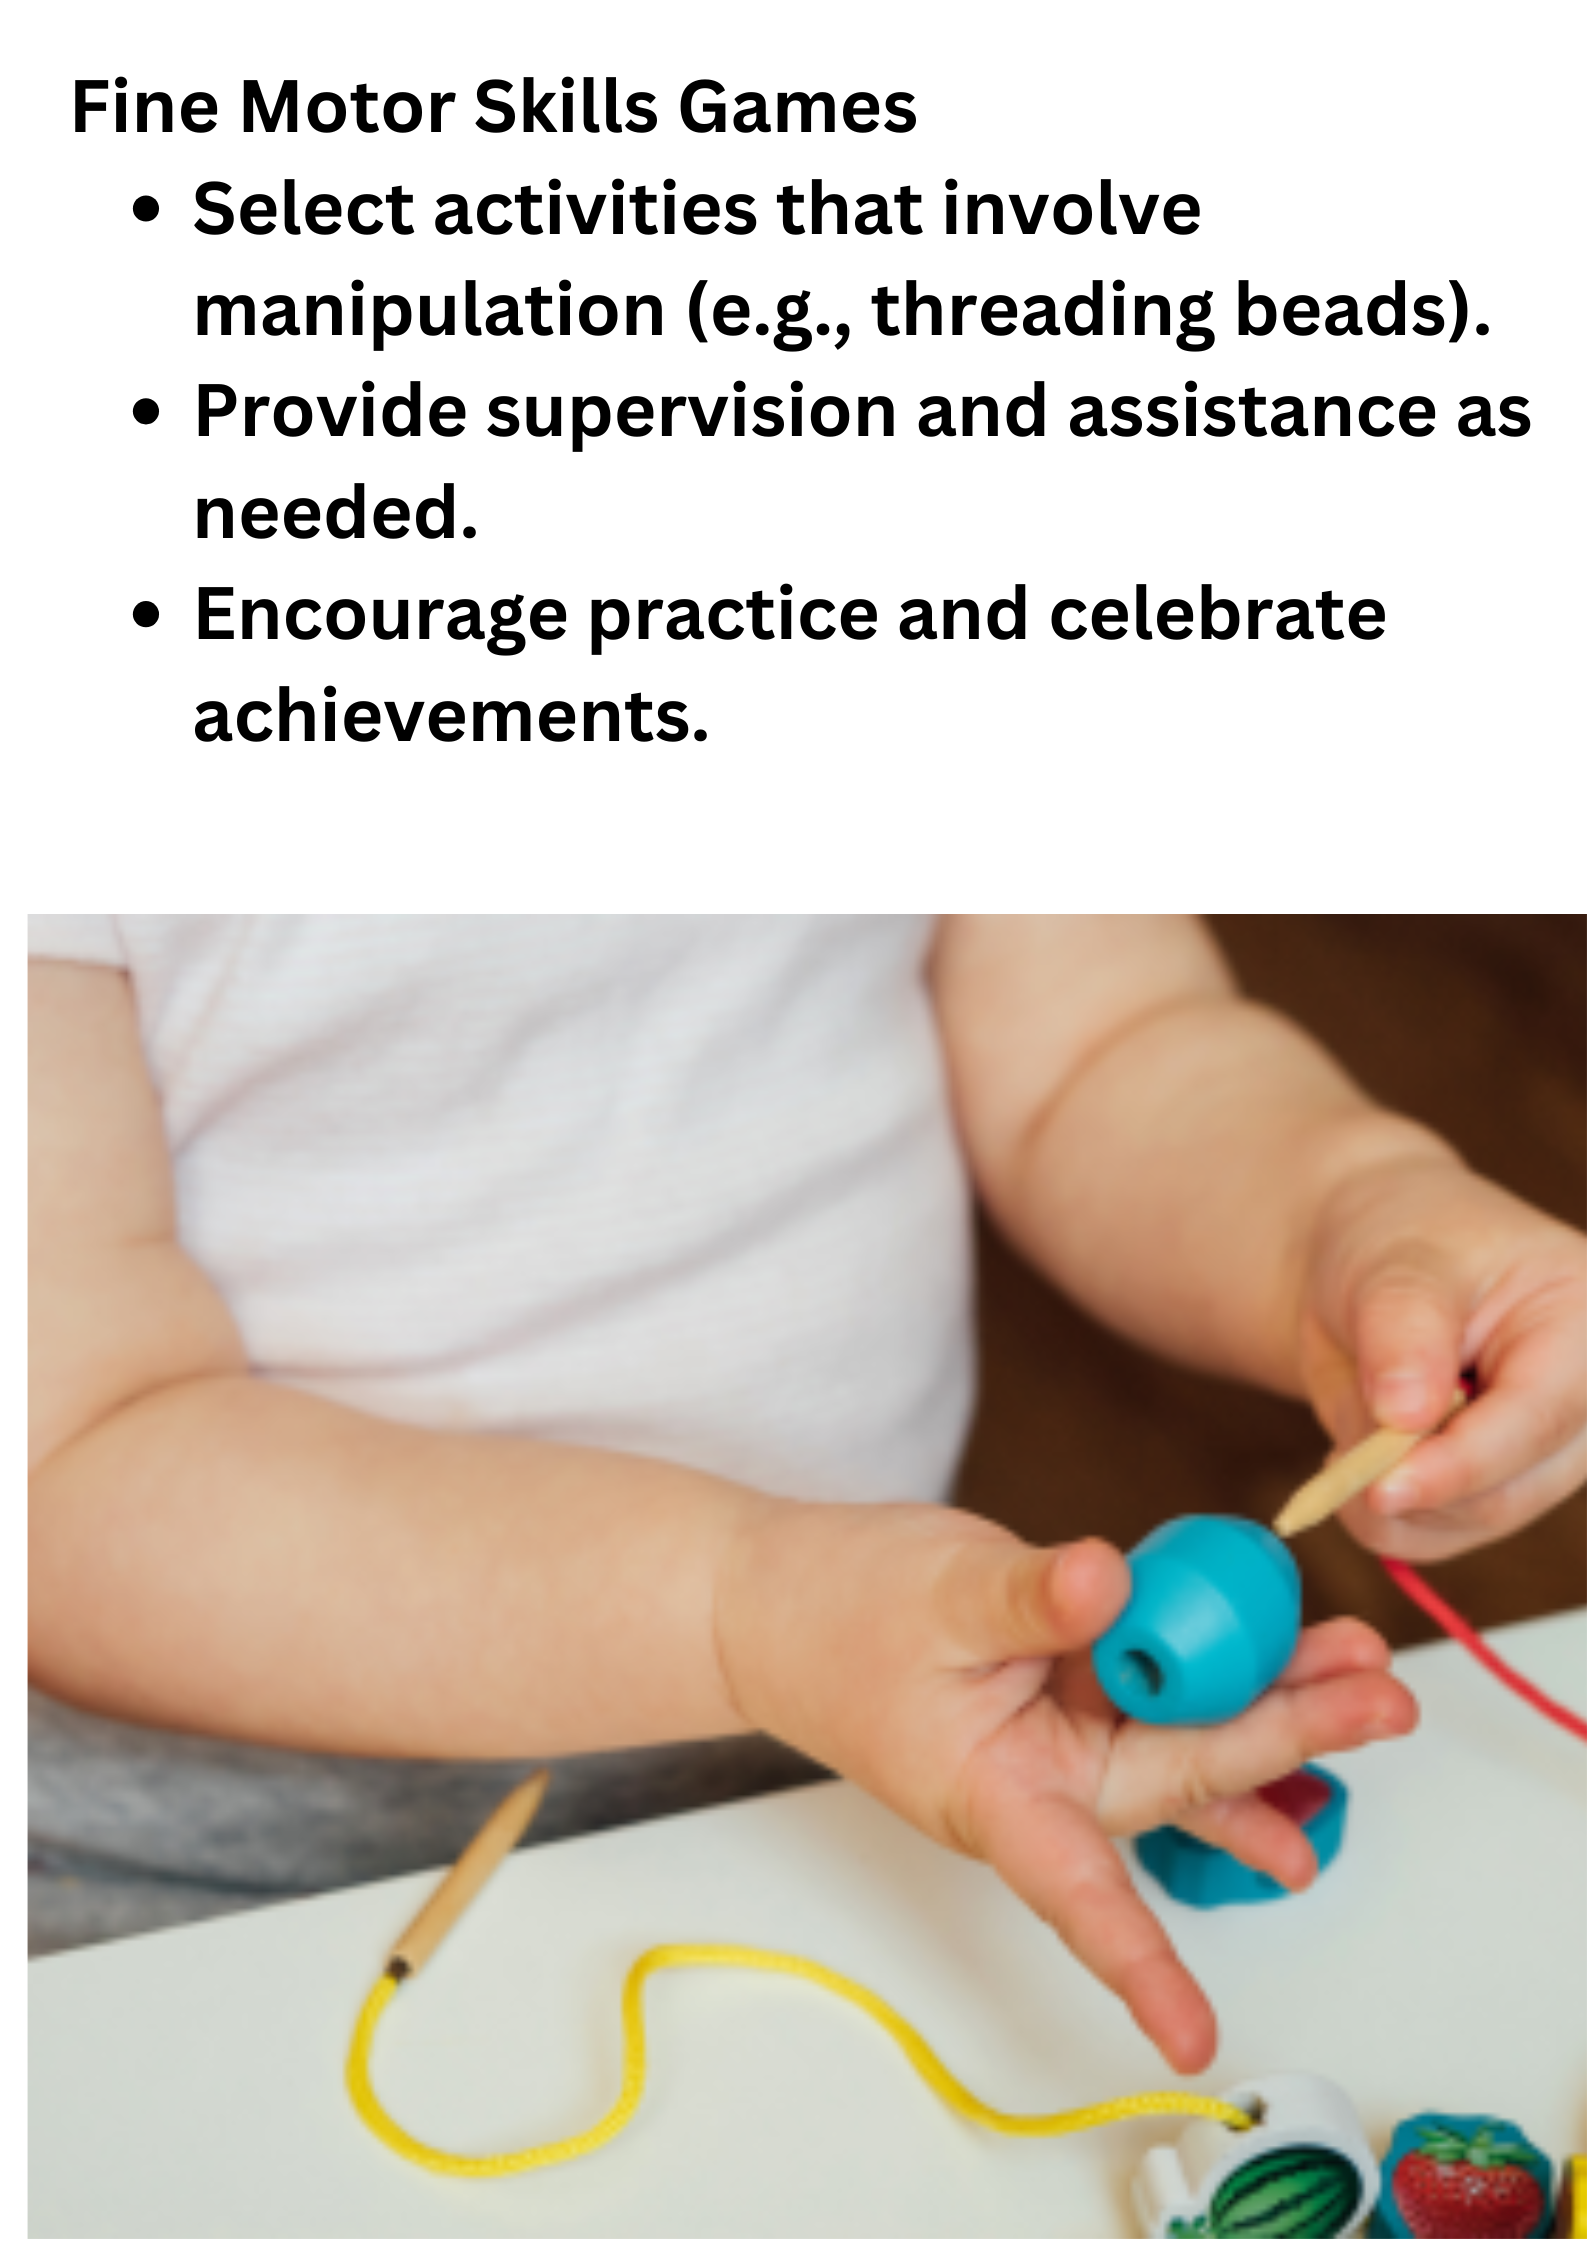 Fine Motor Skills Games
• Select activities that involve
manipulation (e.g., threading beads).
• Provide supervision and assistance as
needed.
• Encourage practice and celebrate
achievements.